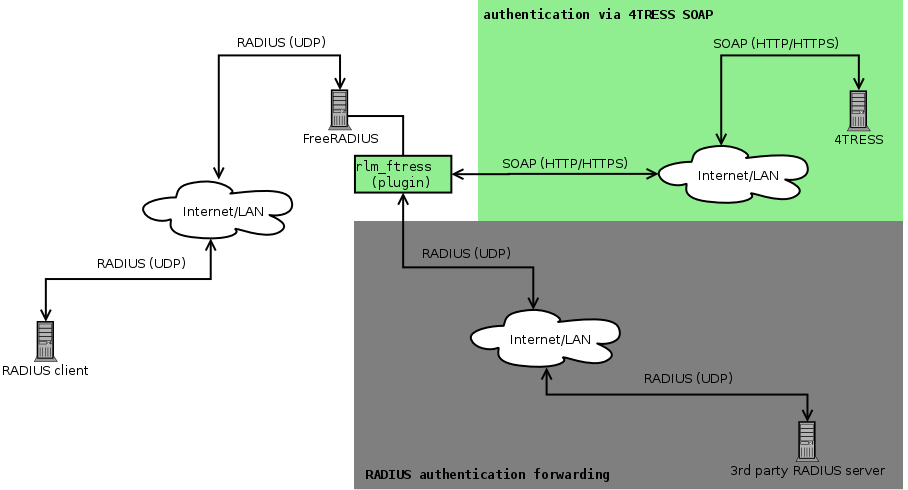 authentication via 4TRESS SOAP
RADIUS (UDP)
SOAP (HTTP/HTTPS)
FreeRADIUS
4TRESS
rlm_ftress
(plugin)
SOAP (HTTP/HTTPS)
Internet/LAN
Internet/LAN
RADIUS (UDP)
RADIUS (UDP)
Internet/LAN
RADIUS client
RADIUS (UDP)
3rd party RADIUS server
RADIUS authentication forwarding